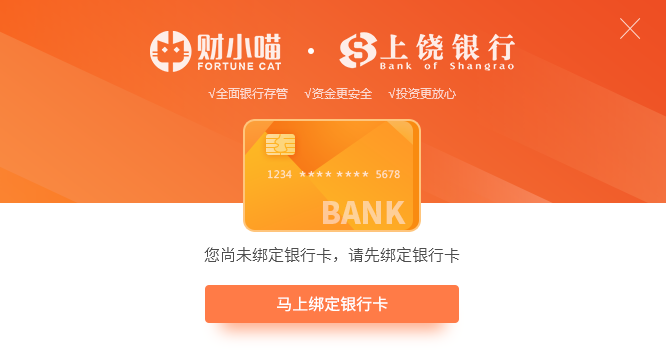 财小喵 · 上饶银行
FORTUNE CAT Bank of Shangrao
√全面银行存管 √资金更安全 √投资更放心
1234 ★★★★ ★★★★ 5678
BANK
您尚未绑定银行卡，请先绑定银行卡
马上绑定银行卡